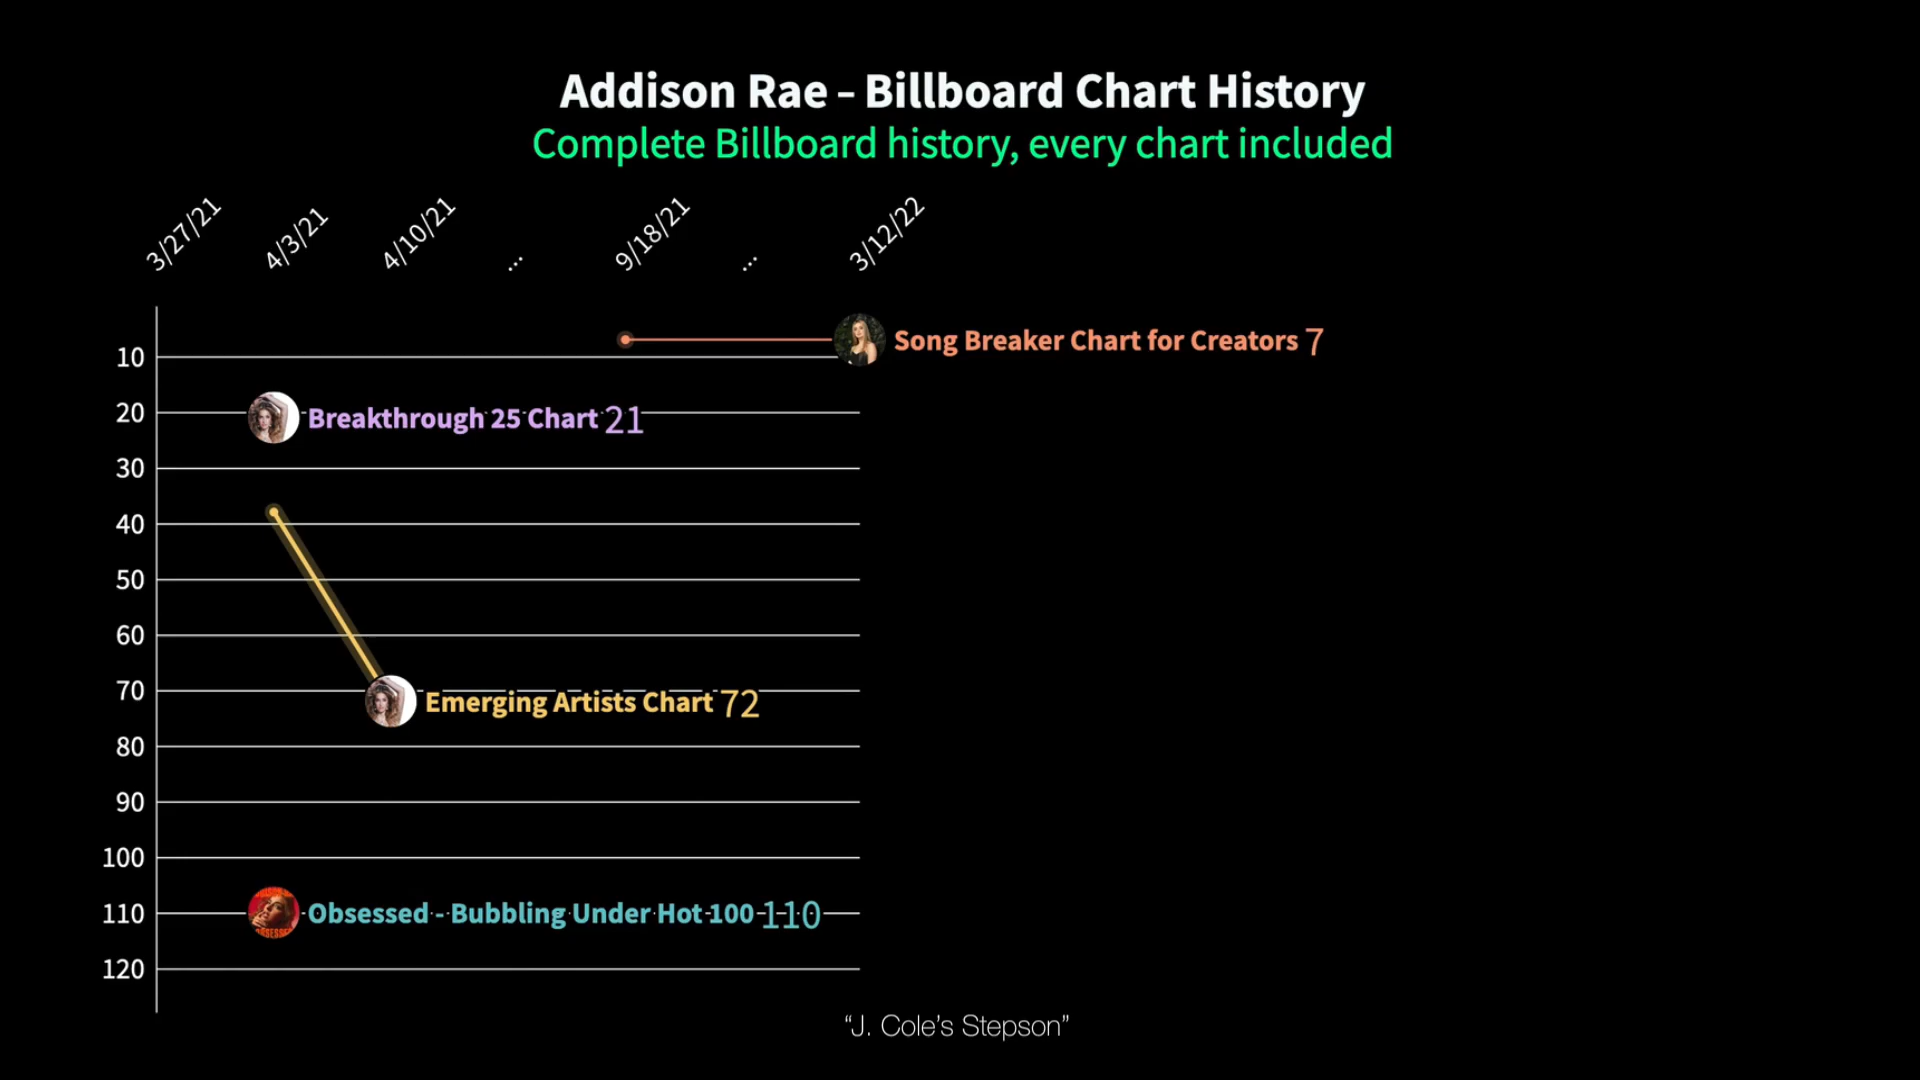 Addison Rae – Billboard Chart History
Complete Billboard history, every chart included
3/27/21
4/3/21
4/10/21
...
9/18/21
...
3/12/22
Song Breaker Chart for Creators 7
10
Breakthrough 25 Chart 21
20
30
40
50
60
70
Emerging Artists Chart 72
80
90
100
110
Obsessed - Bubbling Under Hot 100 110
120
“J. Cole’s Stepson”